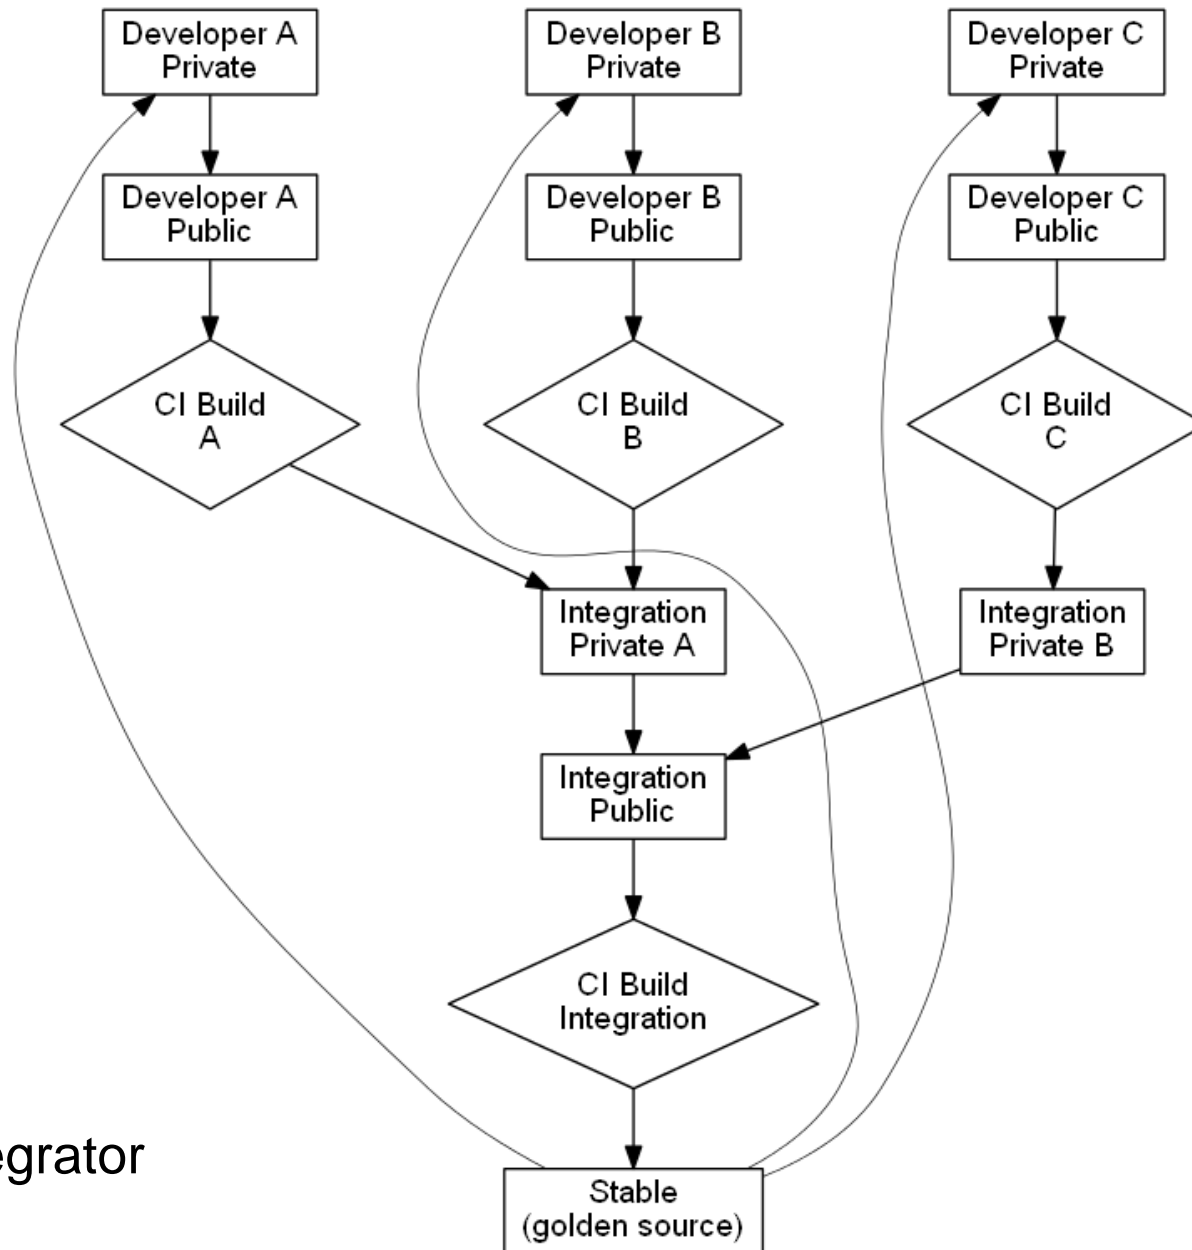 Developer A
Private
Developer B
Private
Developer C
Private
Developer A
Public
Developer B
Public
Developer C
Public
CI Build
A
CI Build
B
CI Build
C
Integration
Private A
Integration
Private B
Integration
Public
CI Build
Integration
egrator
Stable
(golden source)